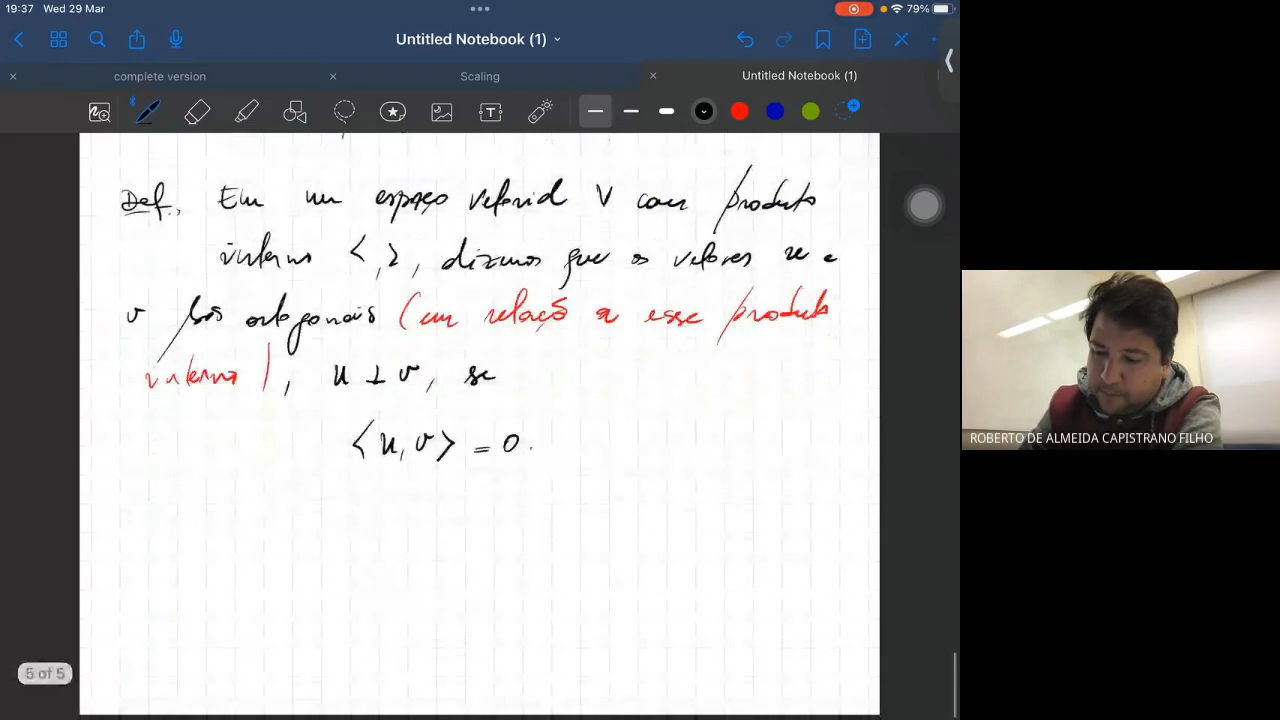 19:37 Wed 29 Mar
79%
Untitled Notebook (1)
complete version
Scaling
Untitled Notebook (1)
Def. Em um espaço vetorial V com produto
interno < , >, dizemos que os vetores u e
v são ortogonais (em relação a esse produto
interno), u ⊥ v, se
<u, v> = 0.
5 of 5
ROBERTO DE ALMEIDA CAPISTRANO FILHO